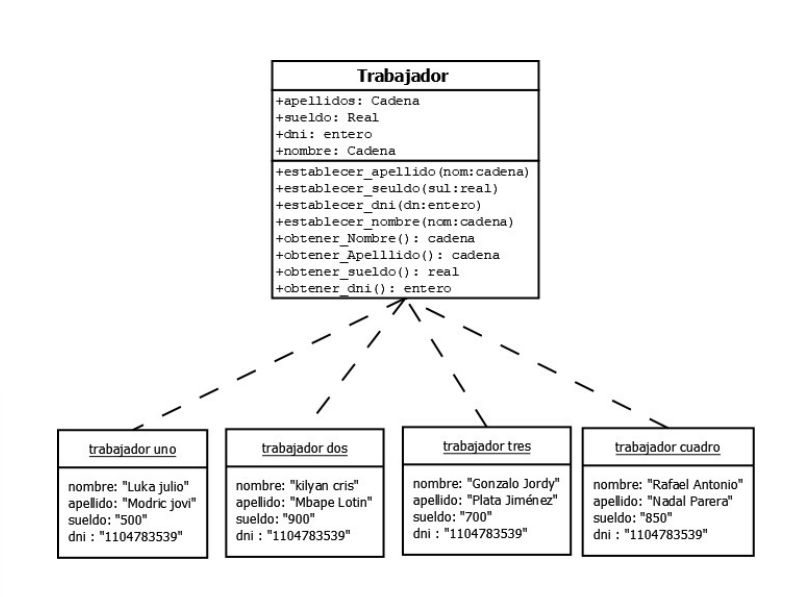 Trabajador
+apellidos: Cadena
+sueldo: Real
+dni: entero
+nombre: Cadena
+establecer_apellido(nom:cadena)
+establecer_seuldo(sul:real)
+establecer_dni(dn:entero)
+establecer_nombre(nom:cadena)
+obtener_Nombre(): cadena
+obtener_Apelllido(): cadena
+obtener_sueldo(): real
+obtener_dni(): entero
trabajador uno
nombre: "Luka julio"
apellido: "Modric jovi"
sueldo: "500"
dni : "1104783539"
trabajador dos
nombre: "kilyan cris"
apellido: "Mbape Lotin"
sueldo: "900"
dni : "1104783539"
trabajador tres
nombre: "Gonzalo Jordy"
apellido: "Plata Jiménez"
sueldo: "700"
dni : "1104783539"
trabajador cuadro
nombre: "Rafael Antonio"
apellido: "Nadal Parera"
sueldo: "850"
dni : "1104783539"